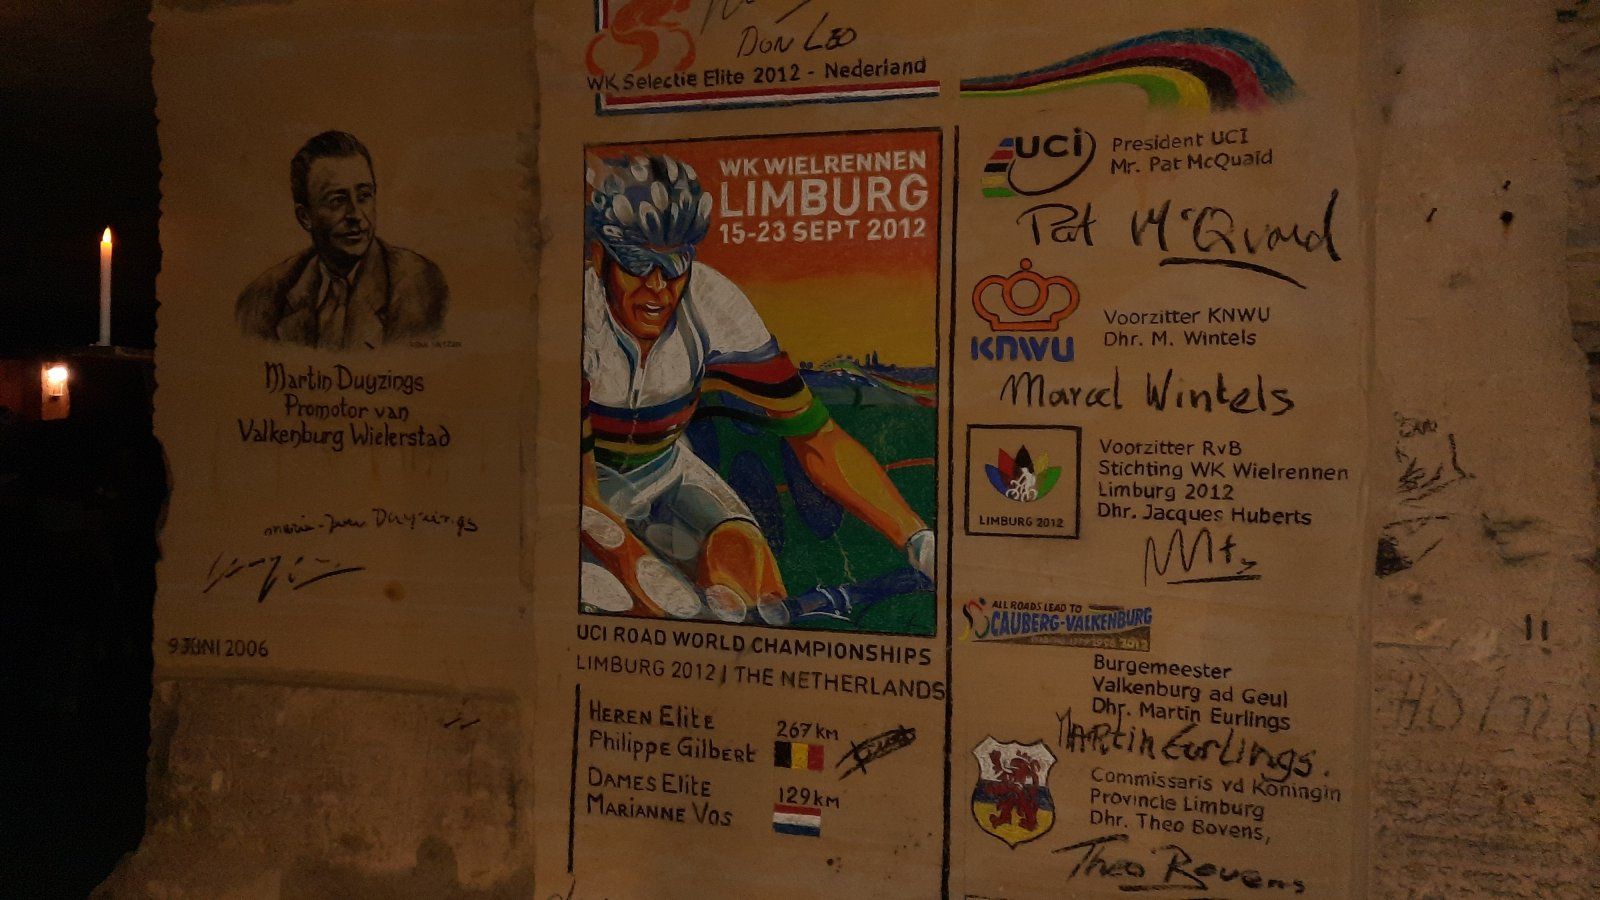 Don Leo
WK Selectie Elite 2012 - Nederland
Martin Duyzings
Promotor van
Valkenburg Wielerstad
9 JUNI 2006
WK WIELRENNEN
LIMBURG
15-23 SEPT 2012
UCI ROAD WORLD CHAMPIONSHIPS
LIMBURG 2012 | THE NETHERLANDS
HEREN ELITE
267 KM
PHILIPPE GILBERT
DAMES ELITE
129 KM
MARIANNE VOS
UCI
President UCI
Mr. Pat McQuaid
Pat McQuaid
KNWU
Voorzitter KNWU
Dhr. M. Wintels
Marcel Wintels
LIMBURG 2012
Voorzitter RvB
Stichting WK Wielrennen
Limburg 2012
Dhr. Jacques Huberts
ALL ROADS LEAD TO
CAUBERG-VALKENBURG
2012
Burgemeester
Valkenburg ad Geul
Dhr. Martin Eurlings
Martin Eurlings.
Commissaris vd Koningin
Provincie Limburg
Dhr. Theo Bovens,
Theo Bovens